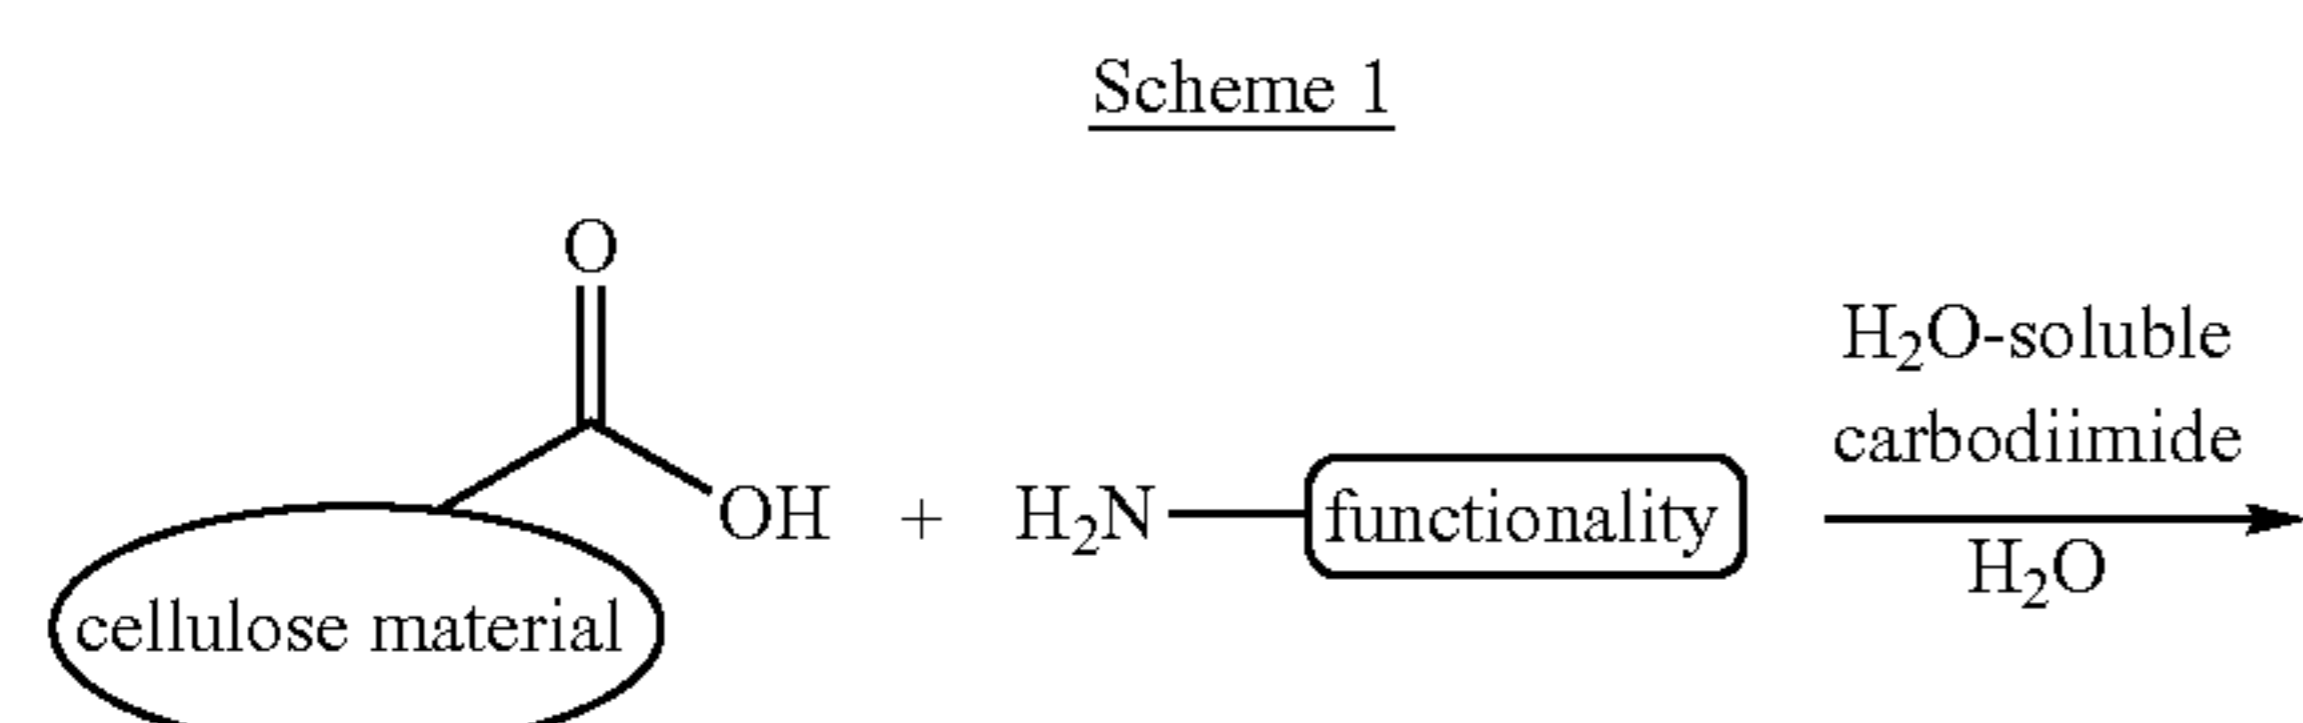 Scheme 1
O
OH + H₂N functionality
H₂O-soluble
carbodiimide
H₂O
cellulose material